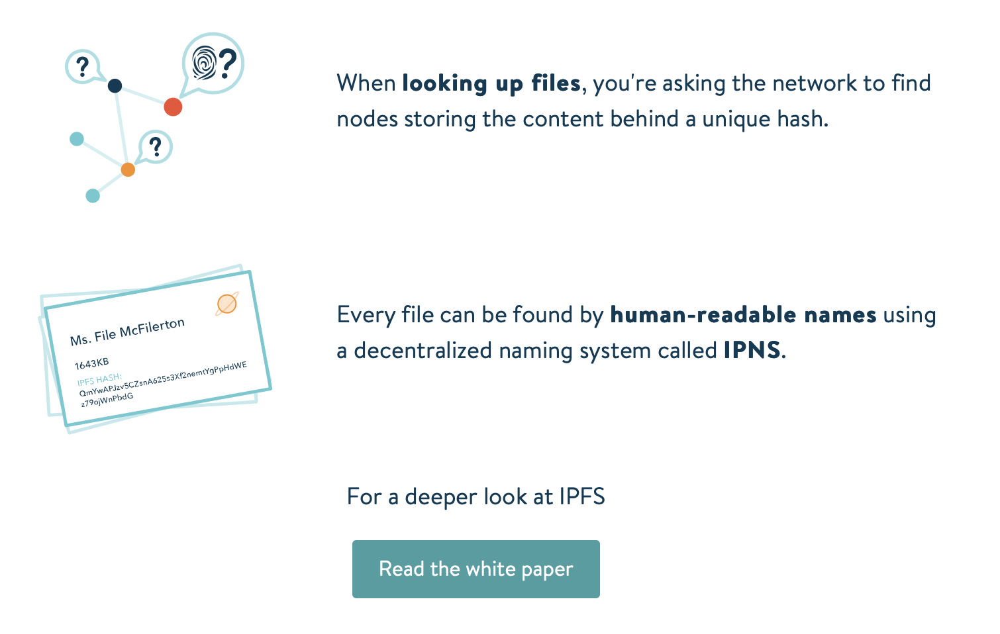 ?
?
When looking up files, you're asking the network to find
nodes storing the content behind a unique hash.
?
Ms. File McFilerton
1643KB
IPFS HASH:
QmYwAPJzv5CZsnA625s3Xf2nemtYgPpHdWE
z79ojWnPbdG
Every file can be found by human-readable names using
a decentralized naming system called IPNS.
For a deeper look at IPFS
Read the white paper